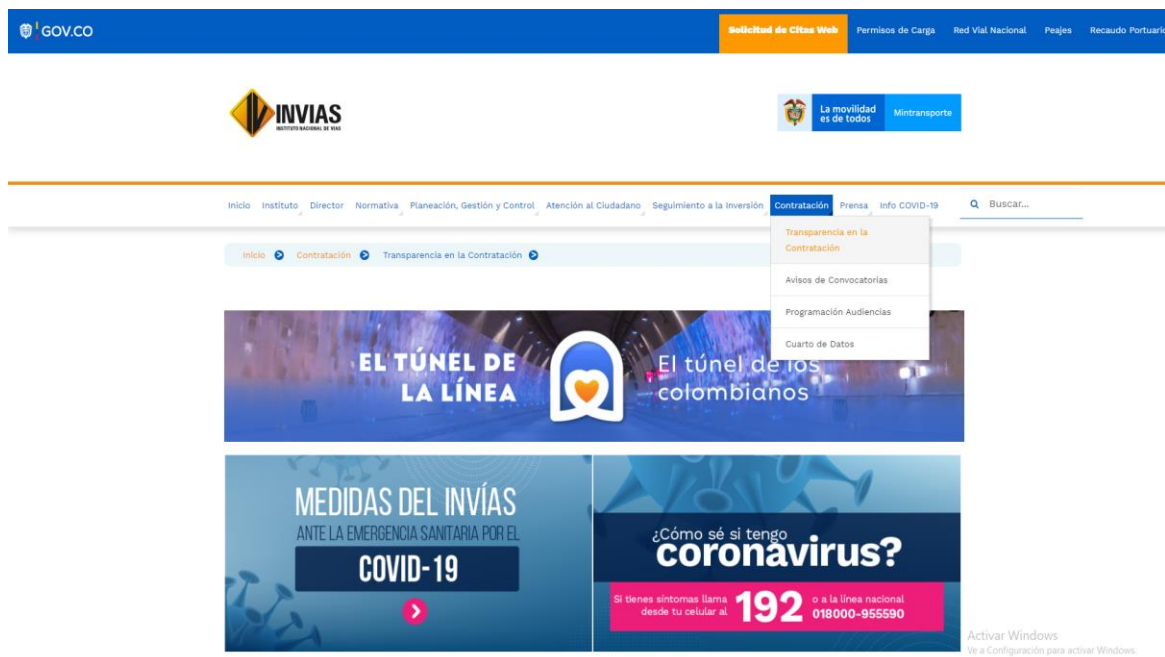 GOV.CO
Solicitud de Citas Web Permisos de Carga Red Vial Nacional Peajes Recaudo Portuario
INVIAS
INSTITUTO NACIONAL DE VIAS
La movilidad
es de todos
Mintransporte
Inicio Instituto Director Normativa Planeación, Gestión y Control Atención al Ciudadano Seguimiento a la Inversión Contratación Prensa Info COVID-19 Buscar...
Transparencia en la
Contratación
Avisos de Convocatorias
Programación Audiencias
Cuarto de Datos
Inicio Contratación Transparencia en la Contratación
EL TÚNEL DE
LA LÍNEA
El túnel de los
colombianos
MEDIDAS DEL INVÍAS
ANTE LA EMERGENCIA SANITARIA POR EL
COVID-19
¿Cómo sé si tengo
coronavirus?
Si tienes síntomas llama
desde tu celular al
192
o a la línea nacional
018000-955590
Activar Windows
Ve a Configuración para activar Windows.